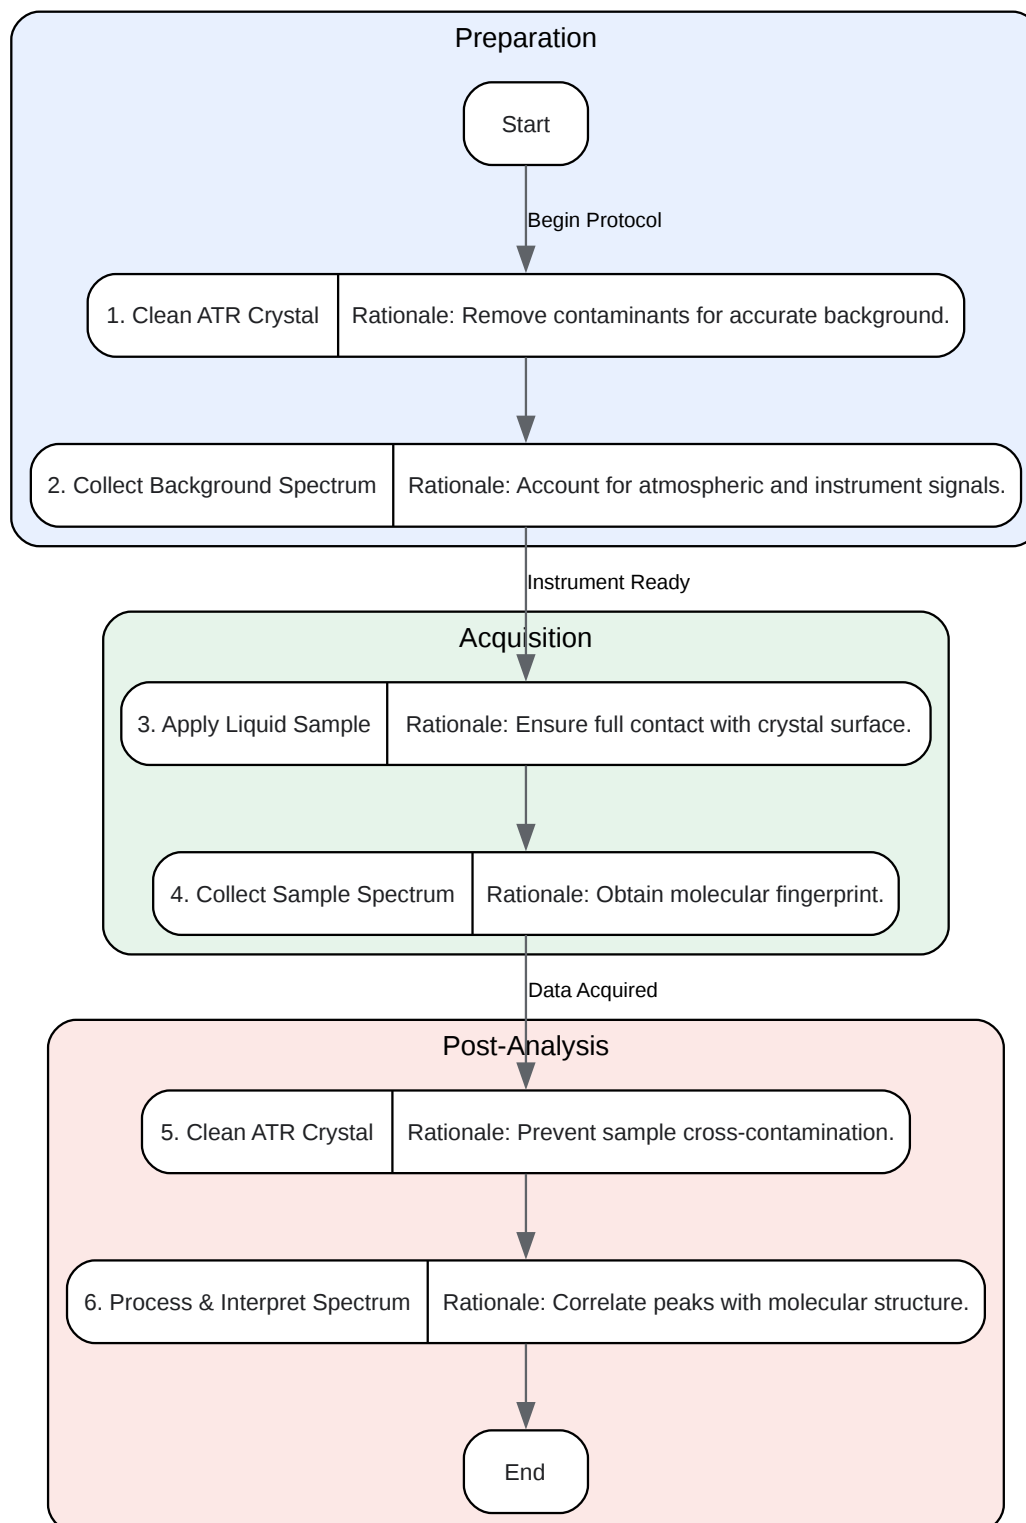 Preparation
Start
Begin Protocol
1. Clean ATR Crystal
Rationale: Remove contaminants for accurate background.
2. Collect Background Spectrum
Rationale: Account for atmospheric and instrument signals.
Instrument Ready
Acquisition
3. Apply Liquid Sample
Rationale: Ensure full contact with crystal surface.
4. Collect Sample Spectrum
Rationale: Obtain molecular fingerprint.
Data Acquired
Post-Analysis
5. Clean ATR Crystal
Rationale: Prevent sample cross-contamination.
6. Process & Interpret Spectrum
Rationale: Correlate peaks with molecular structure.
End